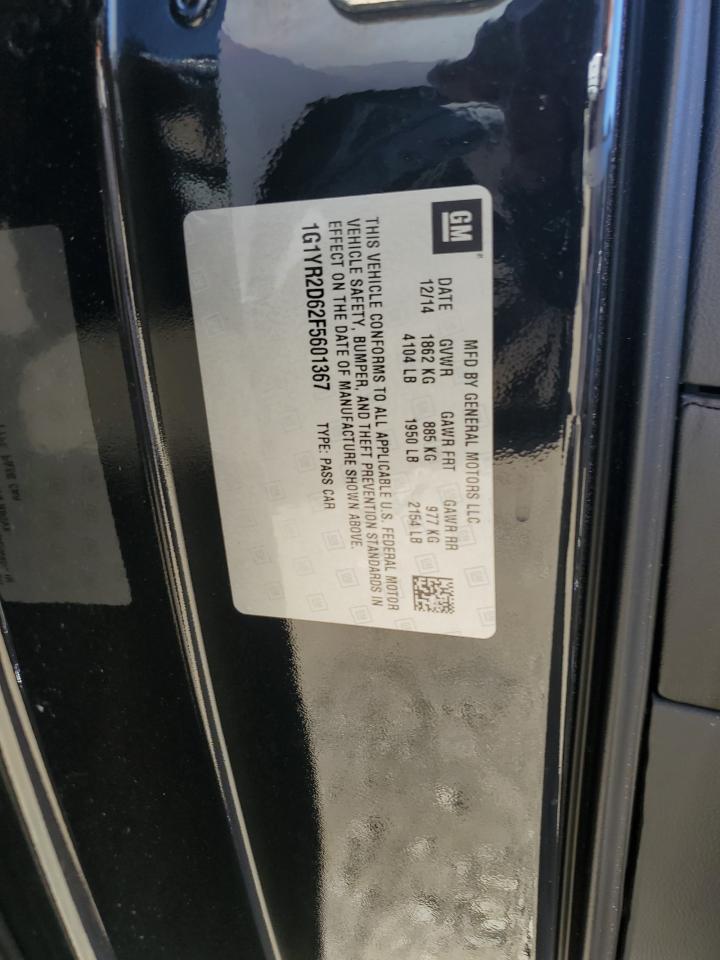 GM
MFD BY GENERAL MOTORS LLC
DATE GVWR GAWR FRT GAWR RR
12/14 1862 KG 885 KG 977 KG
4104 LB 1950 LB 2154 LB
THIS VEHICLE CONFORMS TO ALL APPLICABLE U.S. FEDERAL MOTOR
VEHICLE SAFETY, BUMPER, AND THEFT PREVENTION STANDARDS IN
EFFECT ON THE DATE OF MANUFACTURE SHOWN ABOVE.
1G1YR2D62F5601367 TYPE: PASS CAR